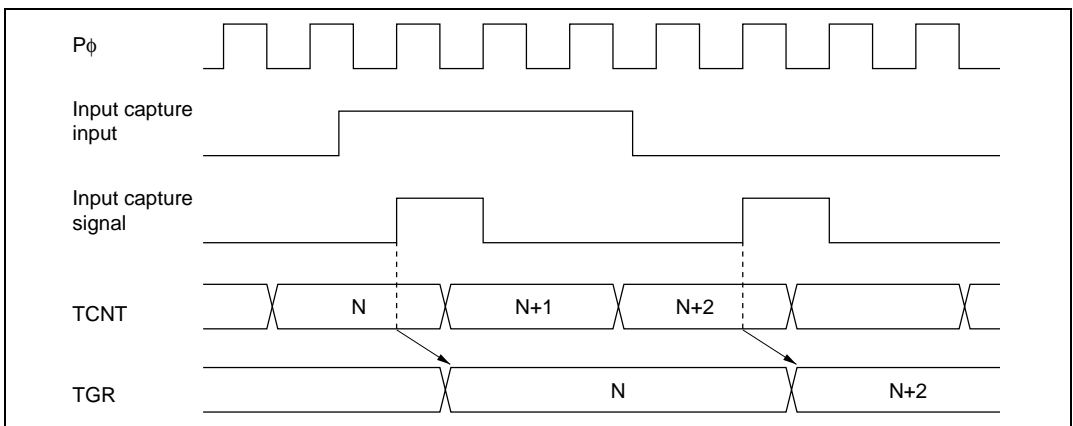 Pϕ
Input capture
input
Input capture
signal
TCNT
N
N+1
N+2
TGR
N
N+2